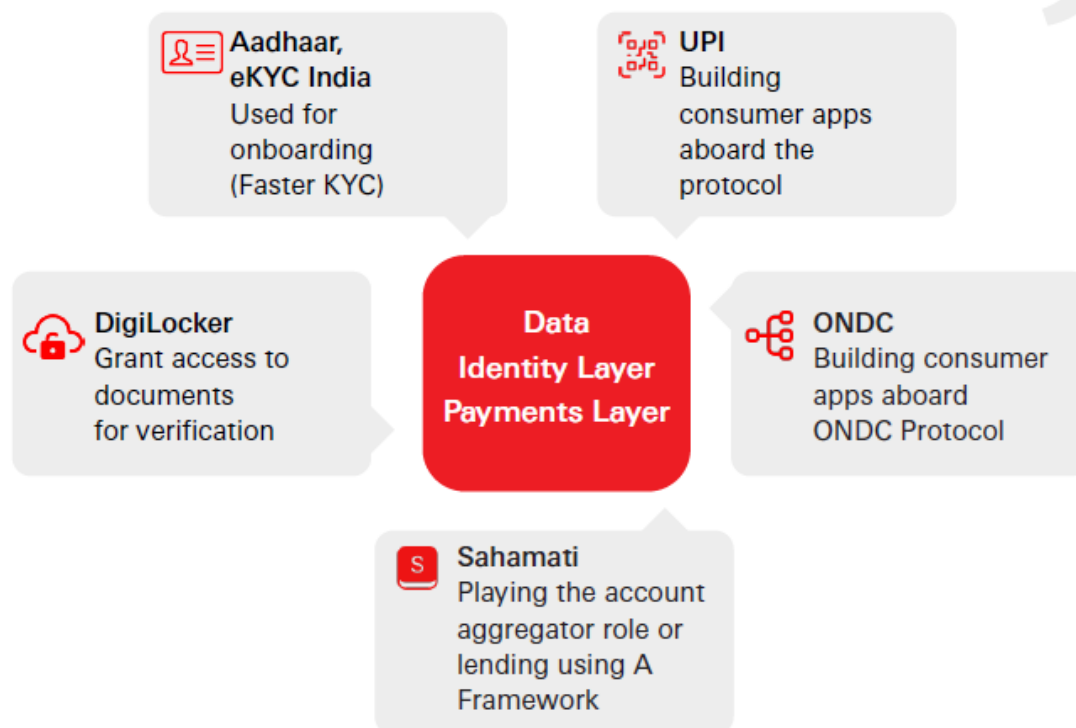 Aadhaar,
eKYC India
Used for
onboarding
(Faster KYC)
UPI
Building
consumer apps
aboard the
protocol
DigiLocker
Grant access to
documents
for verification
Data
Identity Layer
Payments Layer
ONDC
Building consumer
apps aboard
ONDC Protocol
S
Sahamati
Playing the account
aggregator role or
lending using A
Framework